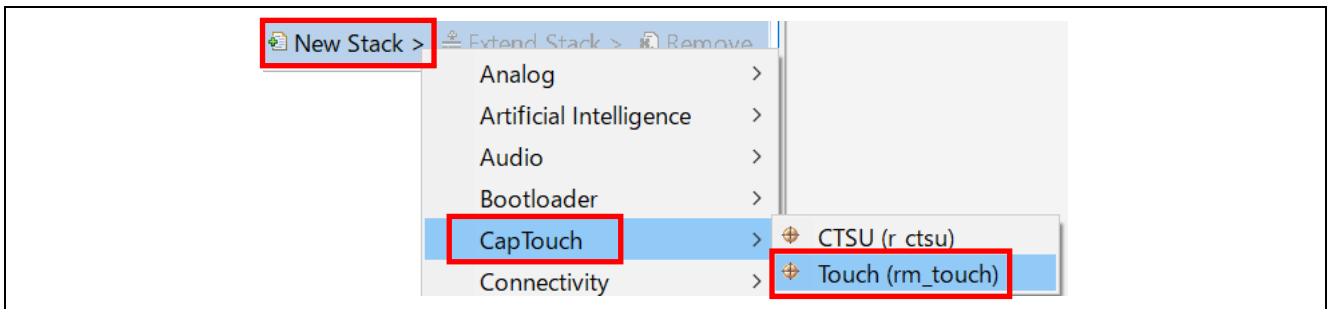 New Stack > Extend Stack > Remove
Analog >
Artificial Intelligence >
Audio >
Bootloader >
CapTouch > CTSU (r_ctsu)
Connectivity > Touch (rm_touch)